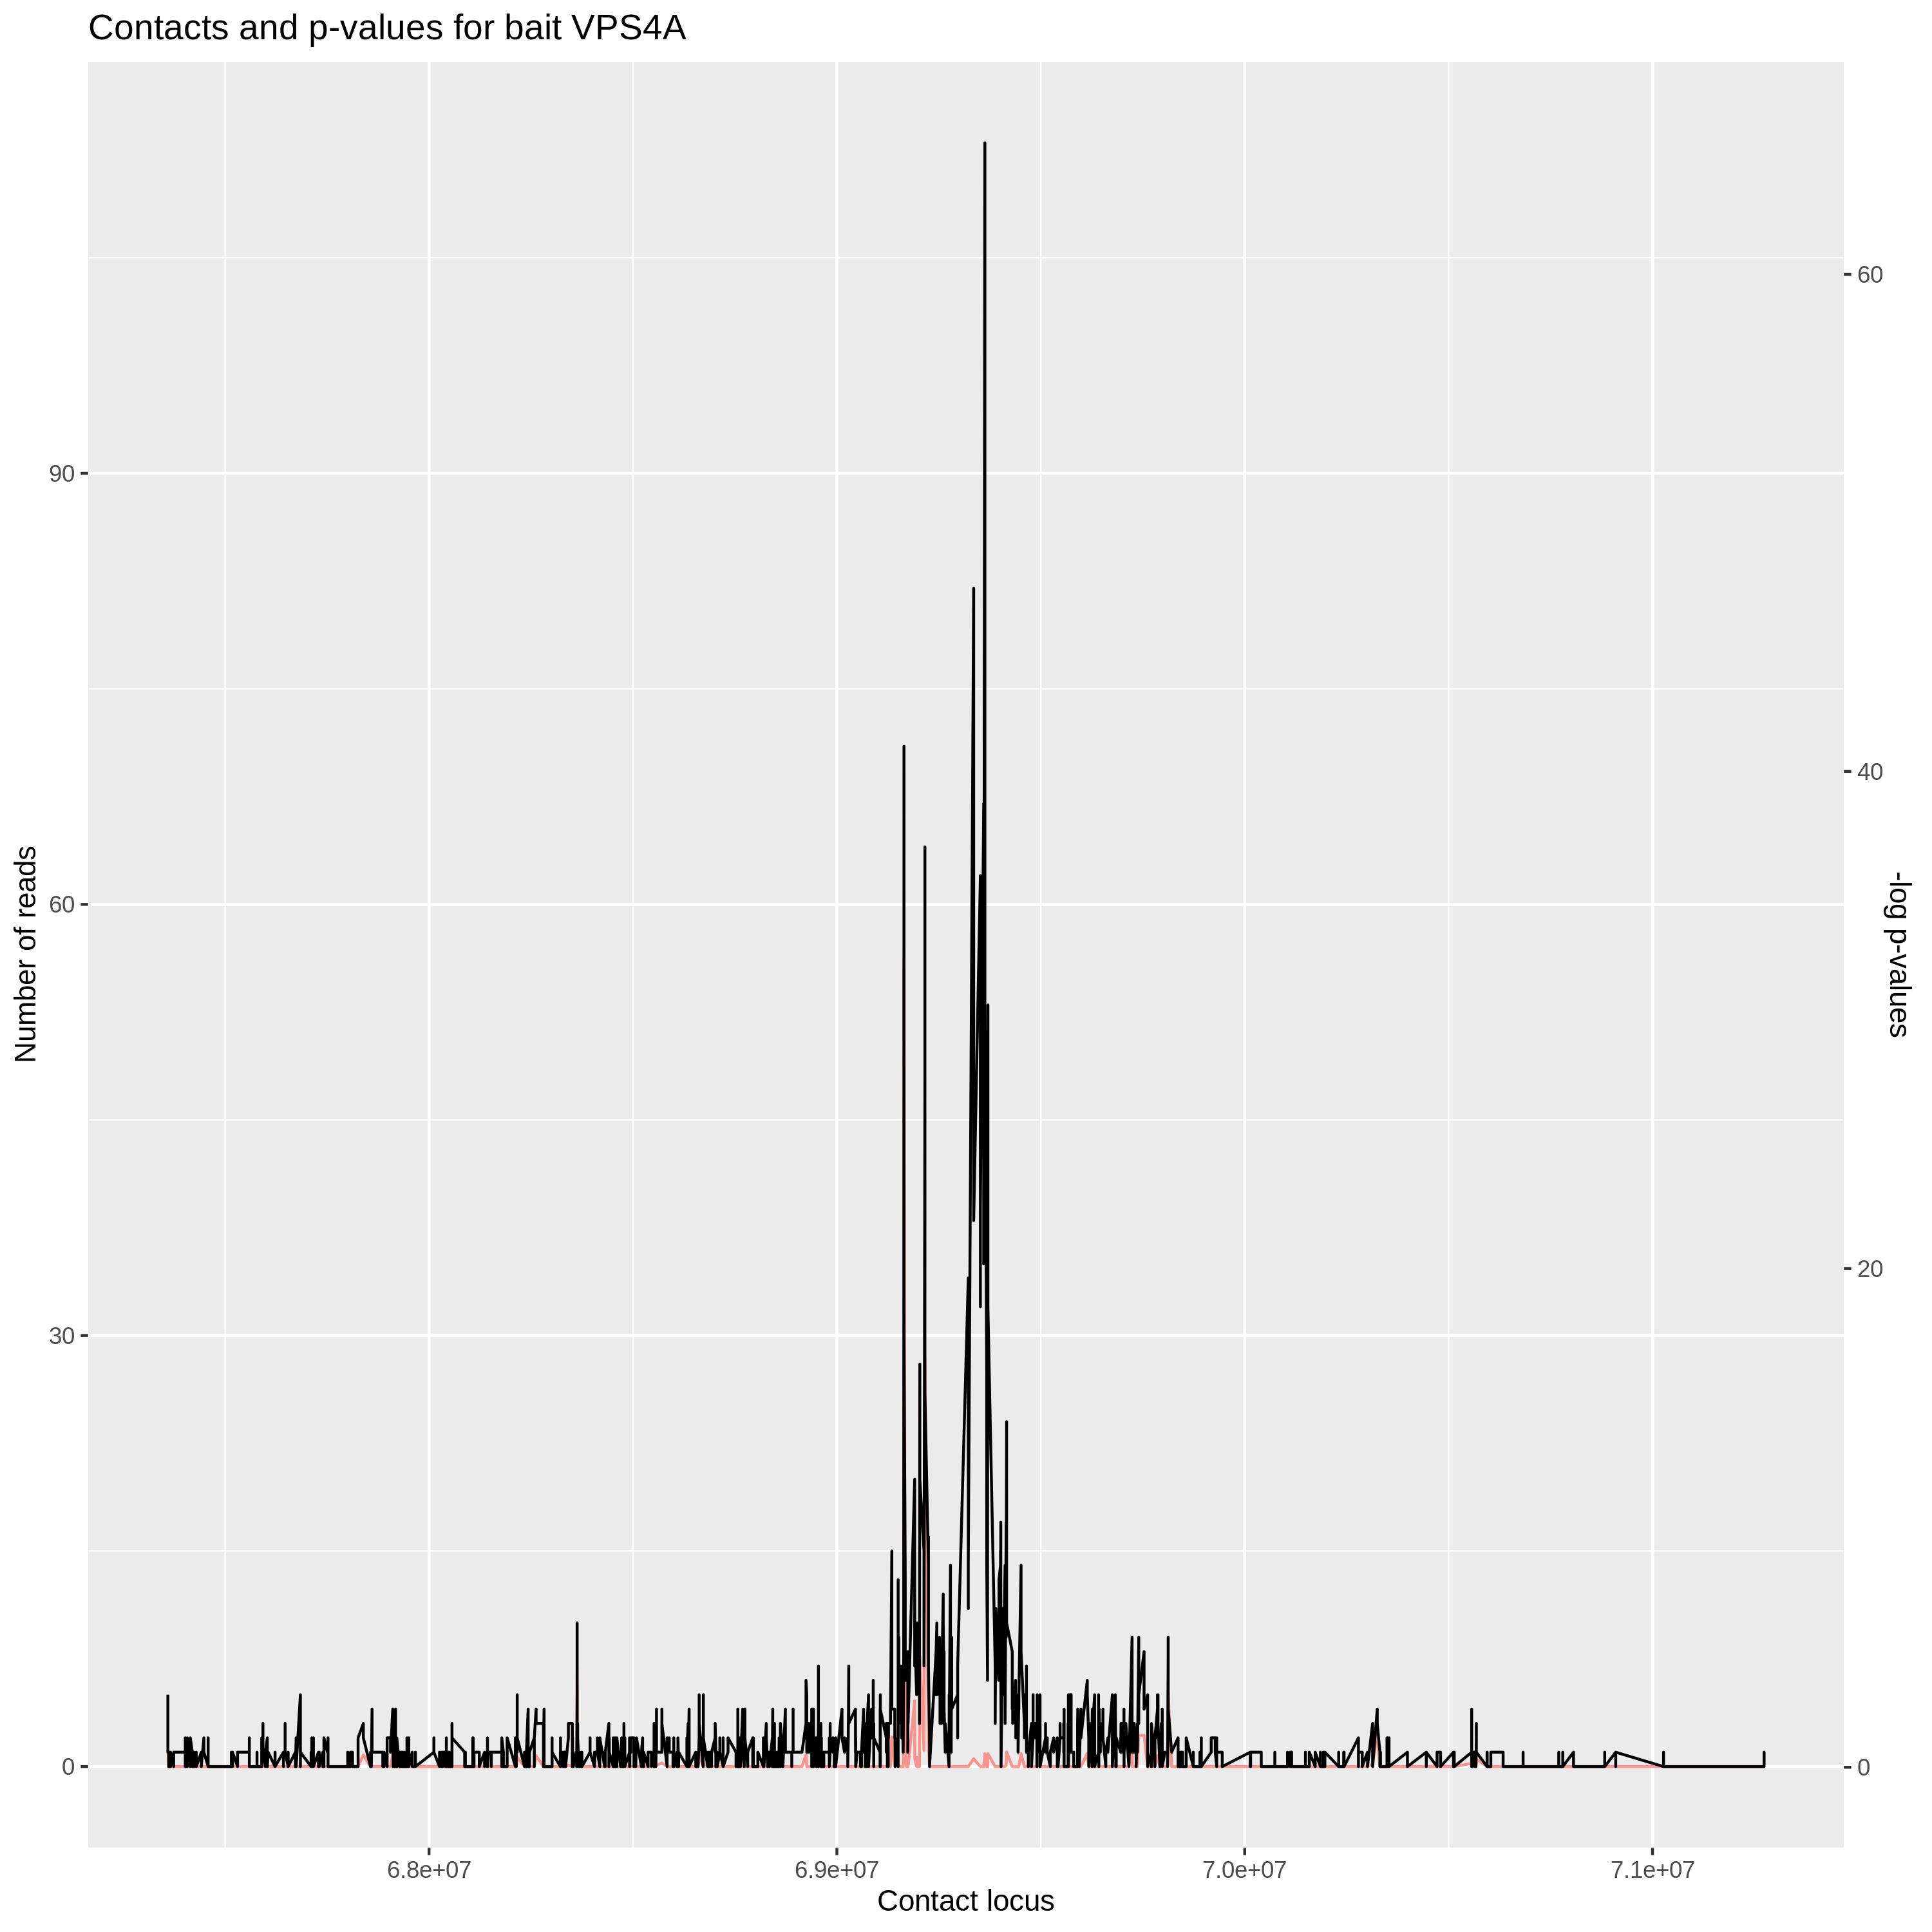 Contacts and p-values for bait VPS4A
90
60
30
0
Number of reads
60
40
20
0
-log p-values
6.8e+07
6.9e+07
7.0e+07
7.1e+07
Contact locus